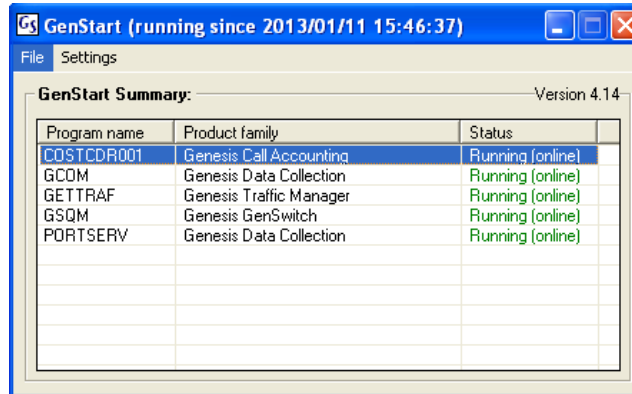 Gs GenStart (running since 2013/01/11 15:46:37)
File Settings
GenStart Summary: Version 4.14
Program name Product family Status
COSTCDR001 Genesis Call Accounting Running (online)
GCOM Genesis Data Collection Running (online)
GETTRAF Genesis Traffic Manager Running (online)
GSQM Genesis GenSwitch Running (online)
PORTSERV Genesis Data Collection Running (online)